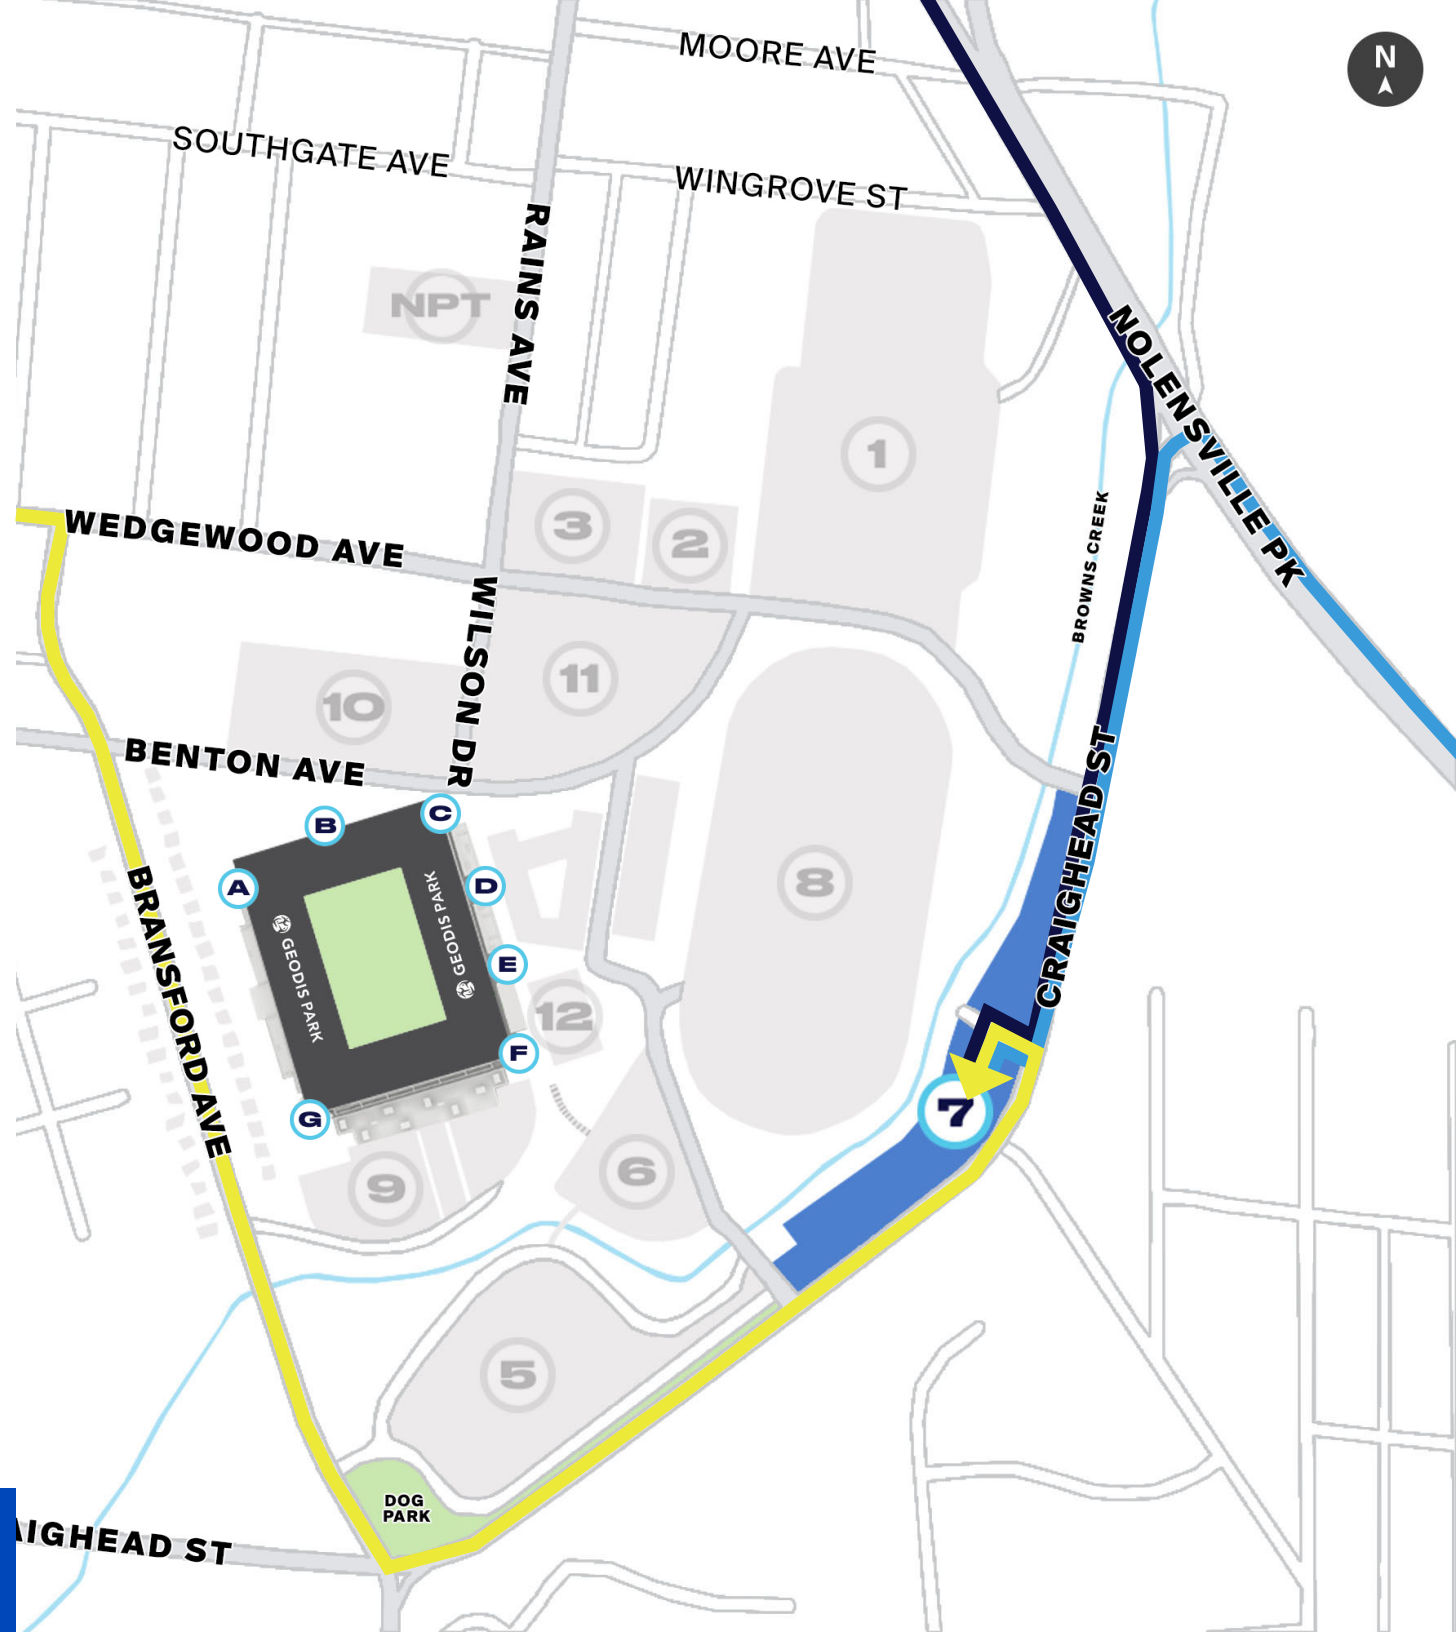 MOORE AVE
N
SOUTHGATE AVE
WINGROVE ST
RAINS AVE
NPT
NOLENSVILLE PK
1
3
2
WEDGEWOOD AVE
BROWNS CREEK
WILSON DR
11
10
BENTON AVE
CRAIGHEAD ST
B
C
A
D
8
BRANSFORD AVE
GEODIS PARK
GEODIS PARK
E
12
F
7
G
6
9
5
DOG
PARK
AIGHEAD ST